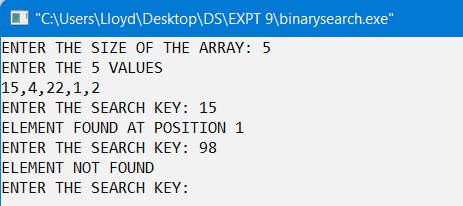 "C:\Users\Lloyd\Desktop\DS\EXPT 9\binarysearch.exe"
ENTER THE SIZE OF THE ARRAY: 5
ENTER THE 5 VALUES
15,4,22,1,2
ENTER THE SEARCH KEY: 15
ELEMENT FOUND AT POSITION 1
ENTER THE SEARCH KEY: 98
ELEMENT NOT FOUND
ENTER THE SEARCH KEY: